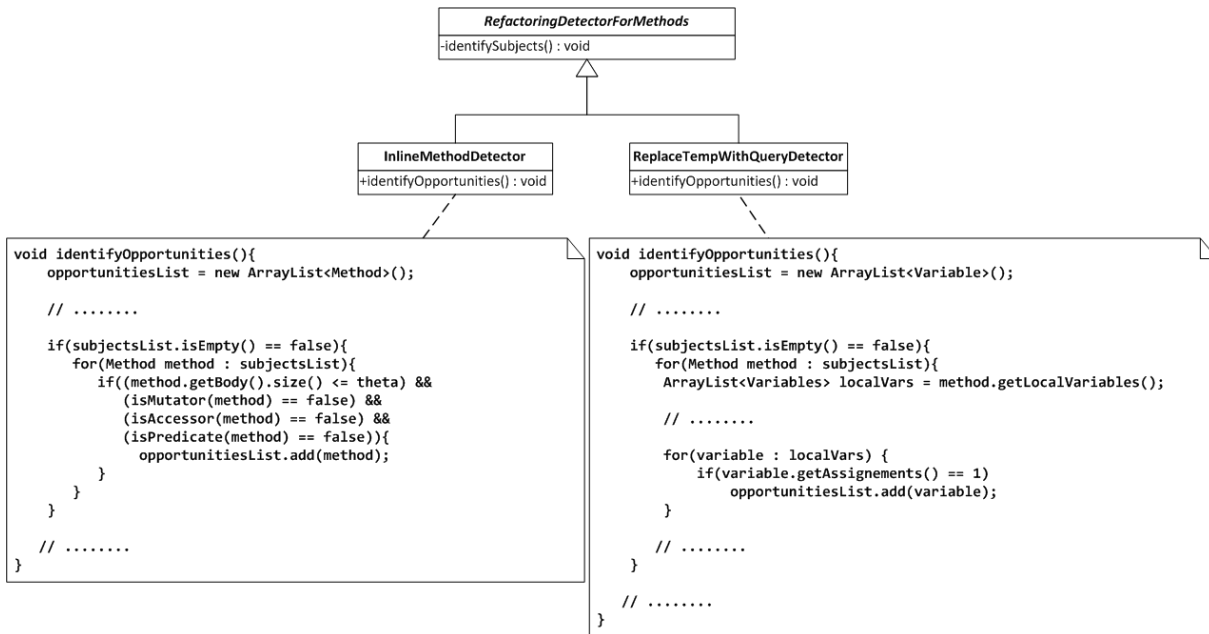 RefactoringDetectorForMethods
-identifySubjects() : void
InlineMethodDetector
+identifyOpportunities() : void
ReplaceTempWithQueryDetector
+identifyOpportunities() : void
void identifyOpportunities(){
opportunitiesList = new ArrayList<Method>();
// ........
if(subjectsList.isEmpty() == false){
for(Method method : subjectsList){
if((method.getBody().size() <= theta) &&
(isMutator(method) == false) &&
(isAccessor(method) == false) &&
(isPredicate(method) == false)){
opportunitiesList.add(method);
}
}
}
// ........
}
void identifyOpportunities(){
opportunitiesList = new ArrayList<Variable>();
// ........
if(subjectsList.isEmpty() == false){
for(Method method : subjectsList){
ArrayList<Variables> localVars = method.getLocalVariables();
// ........
for(variable : localVars) {
if(variable.getAssignements() == 1)
opportunitiesList.add(variable);
}
// ........
}
// ........
}